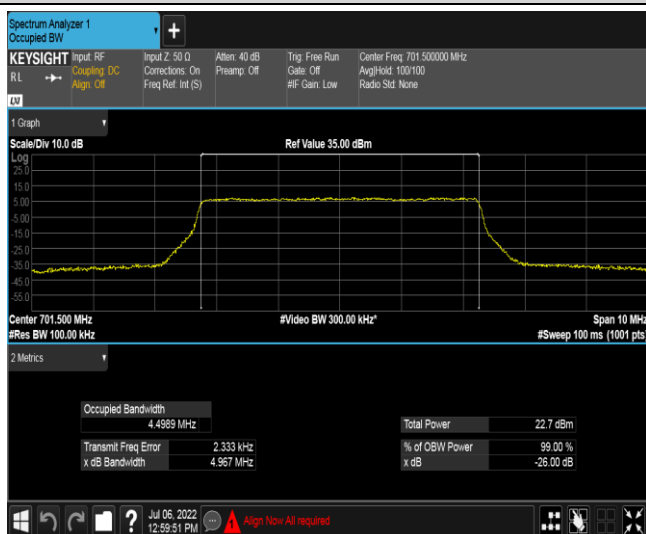 Spectrum Analyzer 1
Occupied BW
+
KEYSIGHT Input: RF Input Z: 50 Ω Atten: 40 dB Trig: Free Run Center Freq: 701.500000 MHz
RL Coupling: DC Corrections: On Preamp: Off Gate: Off Avg|Hold: 100/100
Align: Off Freq Ref: Int (S) #IF Gain: Low Radio Std: None
LXI
1 Graph
Scale/Div 10.0 dB Ref Value 35.00 dBm
Log
25.0
15.0
5.00
-5.00
-15.0
-25.0
-35.0
-45.0
-55.0
Center 701.500 MHz #Video BW 300.00 kHz* Span 10 MHz
#Res BW 100.00 kHz #Sweep 100 ms (1001 pts)
2 Metrics
Occupied Bandwidth
4.4989 MHz Total Power 22.7 dBm
Transmit Freq Error 2.333 kHz % of OBW Power 99.00 %
x dB Bandwidth 4.967 MHz x dB -26.00 dB
? Jul 06, 2022
12:59:51 PM
Align Now All required